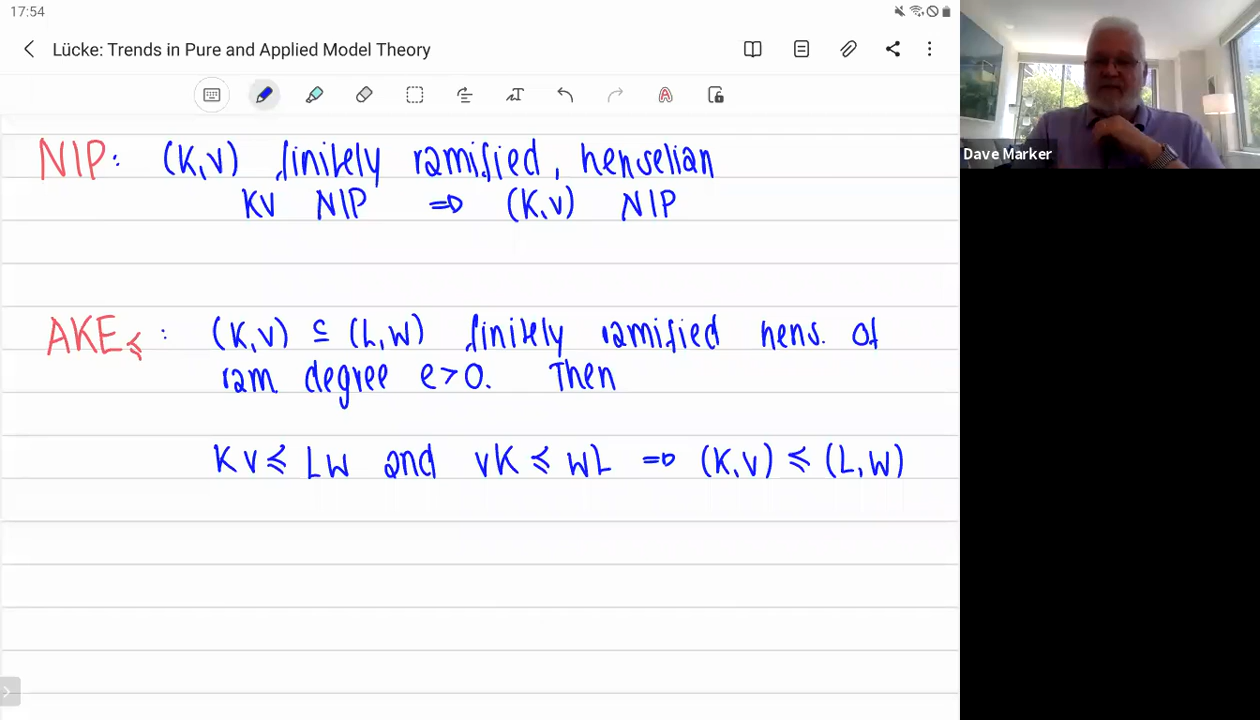 17:54
Lücke: Trends in Pure and Applied Model Theory
Dave Marker
NIP: (K,v) finitely ramified, henselian
Kv NIP ⇒ (K,v) NIP
AKE≼ : (K,v) ⊆ (L,w) finitely ramified hens. of
ram degree e>0. Then
Kv ≼ Lw and vK ≼ wL ⇒ (K,v) ≼ (L,w)